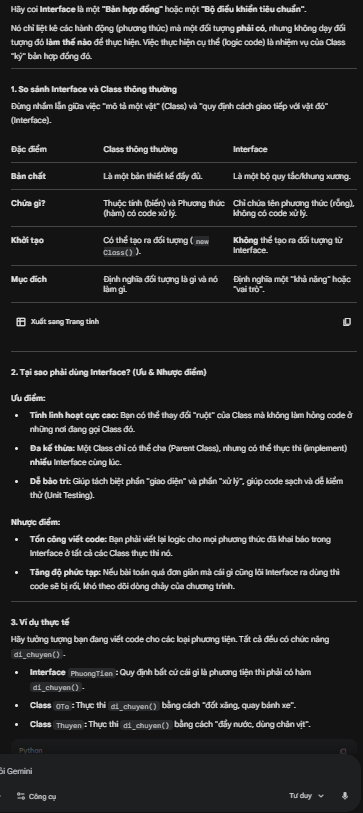 Hãy coi Interface là một "Bản hợp đồng" hoặc một "Bộ điều khiển tiêu chuẩn".
Nó chỉ liệt kê các hành động (phương thức) mà một đối tượng phải có, nhưng không dạy đối
tượng đó làm thế nào để thực hiện. Việc thực hiện cụ thể (logic code) là nhiệm vụ của Class
"ký" bản hợp đồng đó.
1. So sánh Interface và Class thông thường
Đừng nhầm lẫn giữa việc "mô tả một vật" (Class) và "quy định cách giao tiếp với vật đó"
(Interface).
Đặc điểm Class thông thường Interface
Bản chất Là một bản thiết kế đầy đủ. Là một bộ quy tắc/khung xương.
Chứa gì? Thuộc tính (biến) và Phương thức Chỉ chứa tên phương thức (rỗng),
(hàm) có code xử lý. không có code xử lý.
Khởi tạo Có thể tạo ra đối tượng ( new Không thể tạo ra đối tượng từ
Class() ). Interface.
Mục đích Định nghĩa đối tượng là gì và nó Định nghĩa một "khả năng" hoặc
làm gì. "vai trò".
Xuất sang Trang tính
2. Tại sao phải dùng Interface? (Ưu & Nhược điểm)
Ưu điểm:
• Tính linh hoạt cực cao: Bạn có thể thay đổi "ruột" của Class mà không làm hỏng code ở
những nơi đang gọi Class đó.
• Đa kế thừa: Một Class chỉ có thể cha (Parent Class), nhưng có thể thực thi (implement)
nhiều Interface cùng lúc.
• Dễ bảo trì: Giúp tách biệt phần "giao diện" và phần "xử lý", giúp code sạch và dễ kiểm
thử (Unit Testing).
Nhược điểm:
• Tốn công viết code: Bạn phải viết lại logic cho mọi phương thức đã khai báo trong
Interface ở tất cả các Class thực thi nó.
• Tăng độ phức tạp: Nếu bài toán quá đơn giản mà cái gì cũng lôi Interface ra dùng thì
code sẽ bị rối, khó theo dõi dòng chảy của chương trình.
3. Ví dụ thực tế
Hãy tưởng tượng bạn đang viết code cho các loại phương tiện. Tất cả đều có chức năng
di_chuyen() .
• Interface PhuongTien : Quy định bất cứ cái gì là phương tiện thì phải có hàm
di_chuyen() .
• Class OTo : Thực thi di_chuyen() bằng cách "đốt xăng, quay bánh xe".
• Class Thuyen : Thực thi di_chuyen() bằng cách "đẩy nước, dùng chân vịt".
Python
ỏi Gemini
Công cụ Tư duy